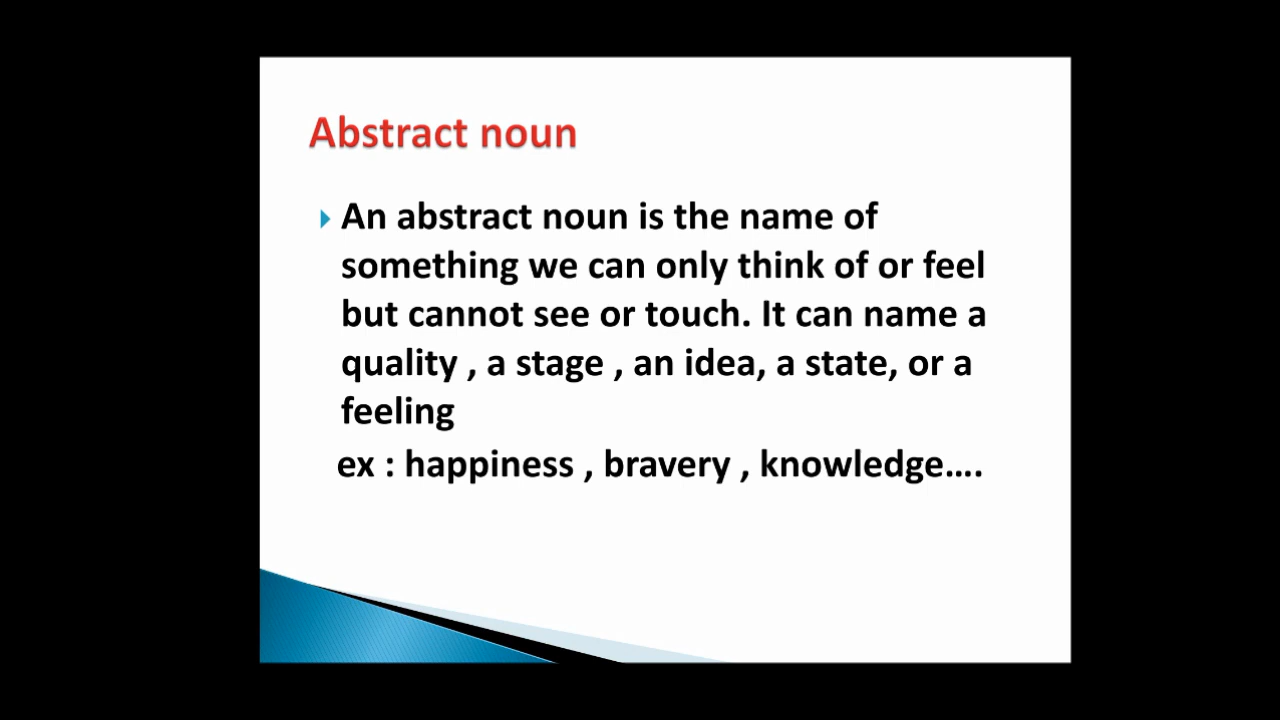 Abstract noun
An abstract noun is the name of
something we can only think of or feel
but cannot see or touch. It can name a
quality , a stage , an idea, a state, or a
feeling
ex : happiness , bravery , knowledge....